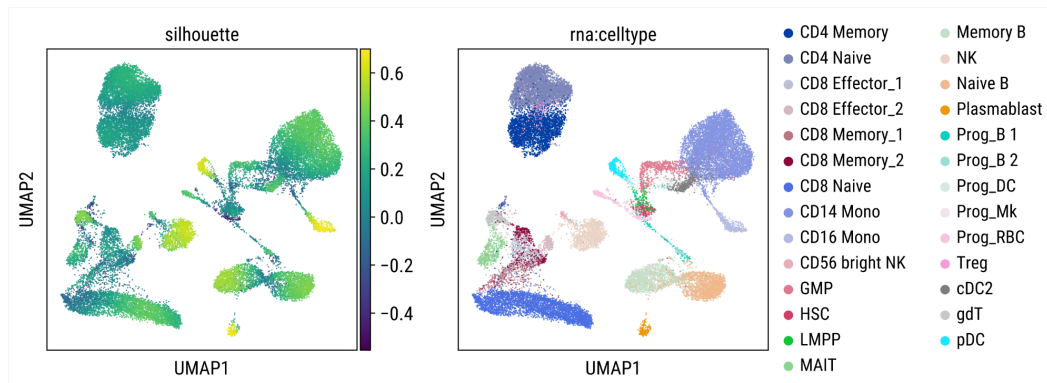 silhouette
rna:celltype
UMAP2
UMAP1
0.6
0.4
0.2
0.0
−0.2
−0.4
UMAP2
UMAP1
CD4 Memory
CD4 Naive
CD8 Effector_1
CD8 Effector_2
CD8 Memory_1
CD8 Memory_2
CD8 Naive
CD14 Mono
CD16 Mono
CD56 bright NK
GMP
HSC
LMPP
MAIT
Memory B
NK
Naive B
Plasmablast
Prog_B 1
Prog_B 2
Prog_DC
Prog_Mk
Prog_RBC
Treg
cDC2
gdT
pDC